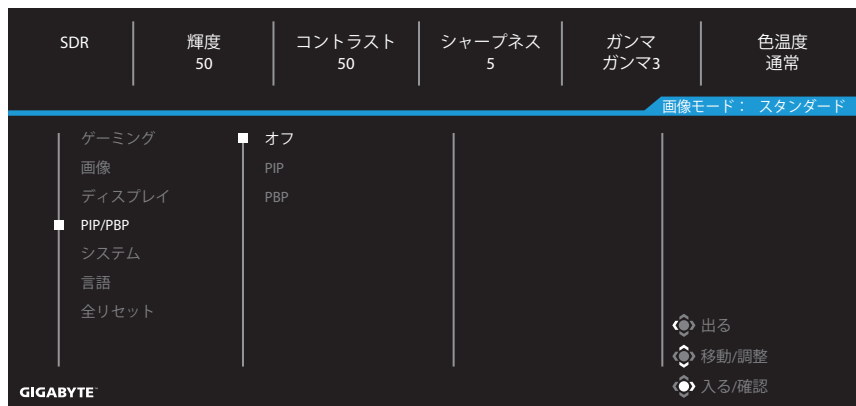 SDR
輝度
50
コントラスト
50
シャープネス
5
ガンマ
ガンマ3
色温度
通常
画像モード： スタンダード
ゲーミング
画像
ディスプレイ
PIP/PBP
システム
言語
全リセット
オフ
PIP
PBP
出る
移動/調整
入る/確認
GIGABYTE™